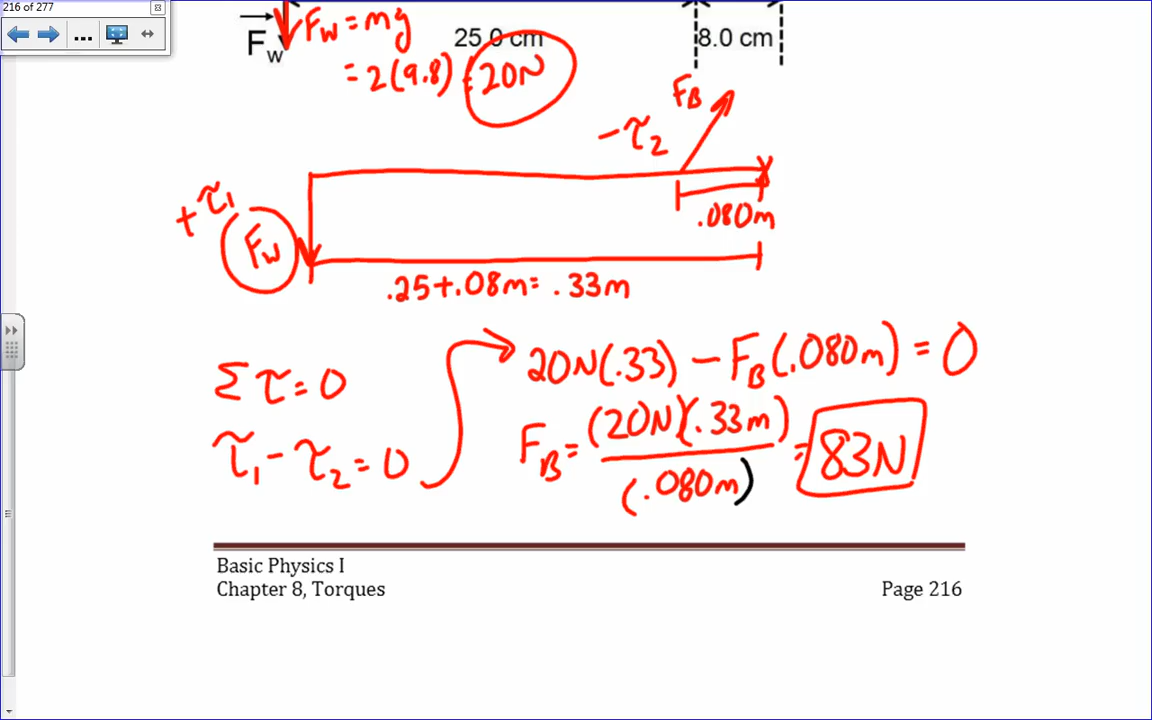 216 of 277
...
Fw = mg
Fw
25.0 cm
8.0 cm
= 2(9.8) = 20N
FB
-τ2
+τ1
Fw
.080m
.25+.08m= .33m
Στ=0
20N(.33) - FB(.080m) = 0
τ1-τ2=0
FB= (20N)(.33m)
(.080m)
= 83N
Basic Physics I
Chapter 8, Torques
Page 216